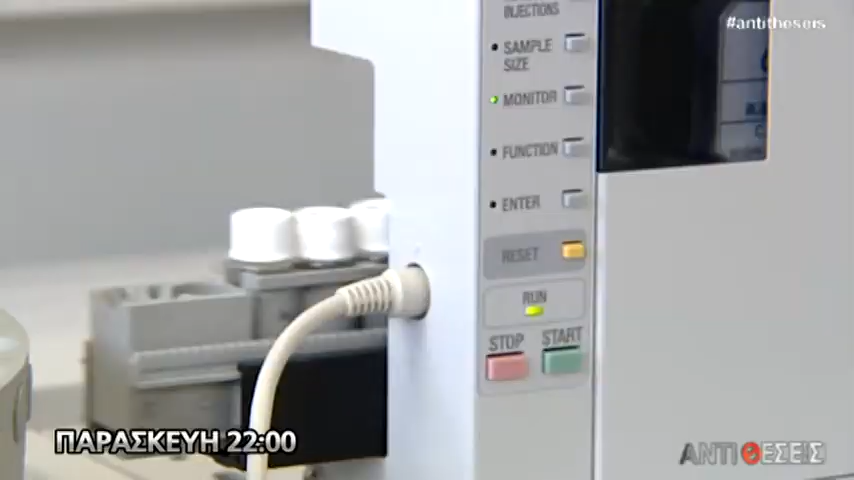 INJECTIONS
#antitheseis
SAMPLE
SIZE
MONITOR
FUNCTION
ENTER
RESET
RUN
STOP START
ΠΑΡΑΣΚΕΥΗ 22:00
ΑΝΤΙΘΕΣΕΙΣ